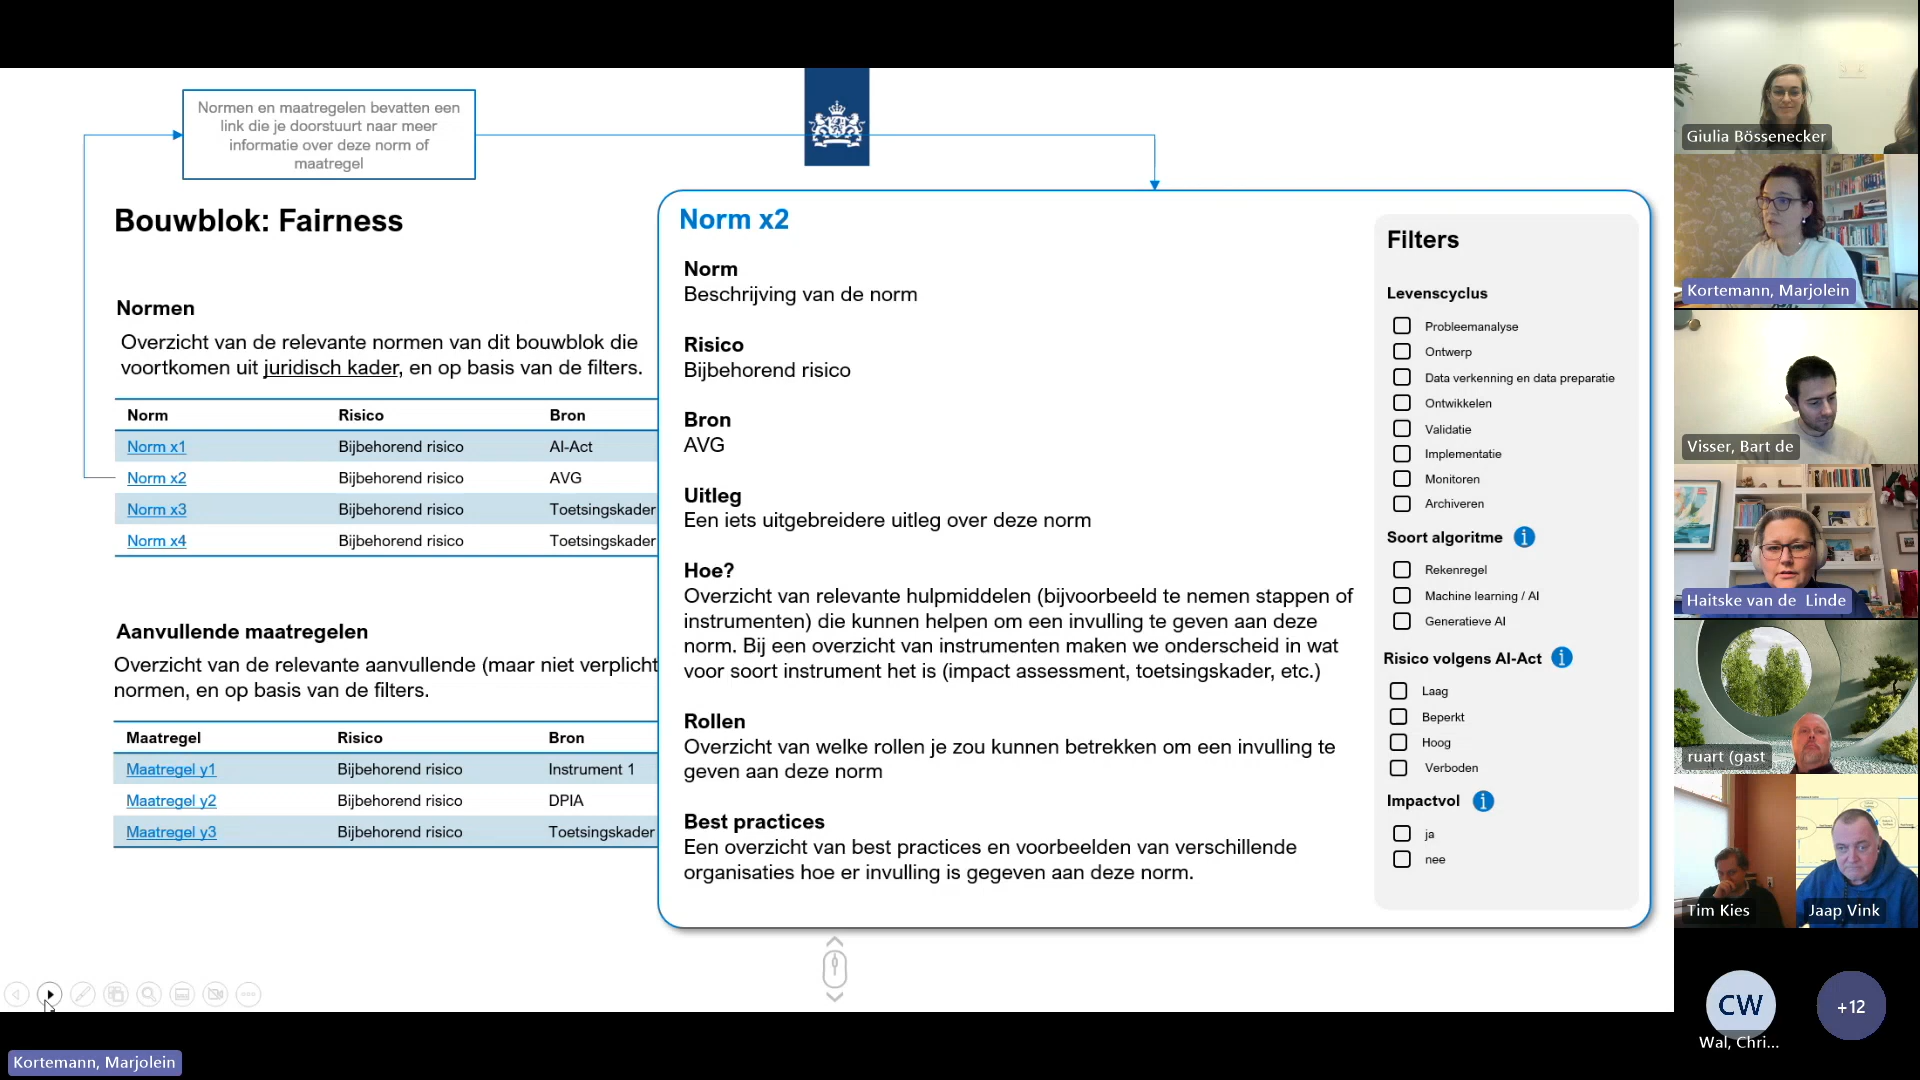 Normen en maatregelen bevatten een
link die je doorstuurt naar meer
informatie over deze norm of
maatregel
Bouwblok: Fairness
Normen
Overzicht van de relevante normen van dit bouwblok die
voortkomen uit juridisch kader, en op basis van de filters.
Norm Risico Bron
Norm x1 Bijbehorend risico AI-Act
Norm x2 Bijbehorend risico AVG
Norm x3 Bijbehorend risico Toetsingskader
Norm x4 Bijbehorend risico Toetsingskader
Aanvullende maatregelen
Overzicht van de relevante aanvullende (maar niet verplicht
normen, en op basis van de filters.
Maatregel Risico Bron
Maatregel y1 Bijbehorend risico Instrument 1
Maatregel y2 Bijbehorend risico DPIA
Maatregel y3 Bijbehorend risico Toetsingskader
Norm x2
Norm
Beschrijving van de norm
Risico
Bijbehorend risico
Bron
AVG
Uitleg
Een iets uitgebreidere uitleg over deze norm
Hoe?
Overzicht van relevante hulpmiddelen (bijvoorbeeld te nemen stappen of
instrumenten) die kunnen helpen om een invulling te geven aan deze
norm. Bij een overzicht van instrumenten maken we onderscheid in wat
voor soort instrument het is (impact assessment, toetsingskader, etc.)
Rollen
Overzicht van welke rollen je zou kunnen betrekken om een invulling te
geven aan deze norm
Best practices
Een overzicht van best practices en voorbeelden van verschillende
organisaties hoe er invulling is gegeven aan deze norm.
Filters
Levenscyclus
Probleemanalyse
Ontwerp
Data verkenning en data preparatie
Ontwikkelen
Validatie
Implementatie
Monitoren
Archiveren
Soort algoritme i
Rekenregel
Machine learning / AI
Generatieve AI
Risico volgens AI-Act i
Laag
Beperkt
Hoog
Verboden
Impactvol i
ja
nee
Giulia Bössenecker
Kortemann, Marjolein
Visser, Bart de
Haitske van de Linde
ruart (gast
Tim Kies
Jaap Vink
CW
+12
Wal, Chri...
Kortemann, Marjolein